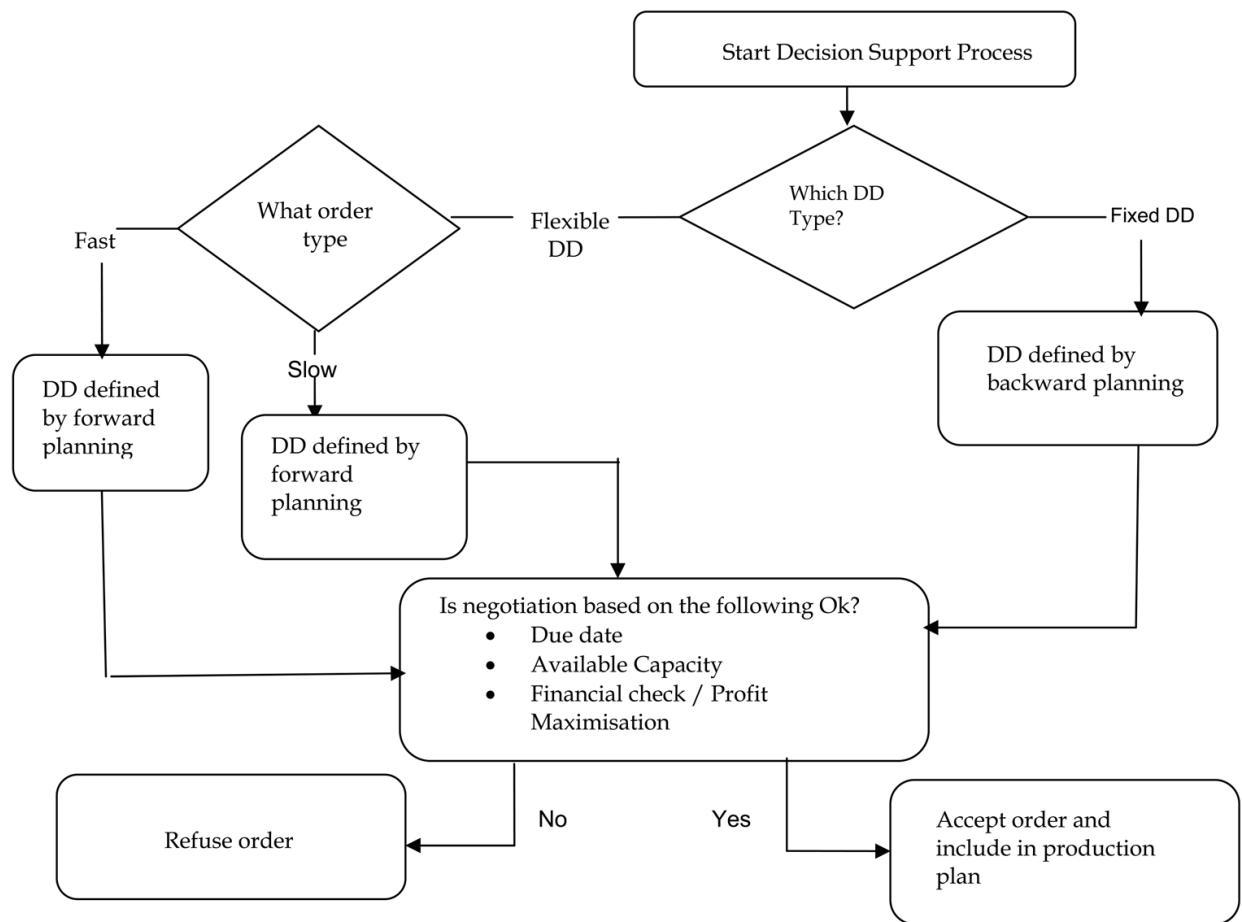 Start Decision Support Process
Which DD
Type?
What order
type
Flexible
DD
Fixed DD
Fast
Slow
DD defined
by forward
planning
DD defined by
forward
planning
DD defined by
backward planning
Is negotiation based on the following Ok?
• Due date
• Available Capacity
• Financial check / Profit
Maximisation
No
Yes
Refuse order
Accept order and
include in production
plan